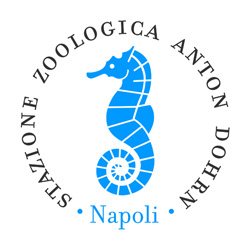 STAZIONE ZOOLOGICA ANTON DOHRN
· Napoli ·